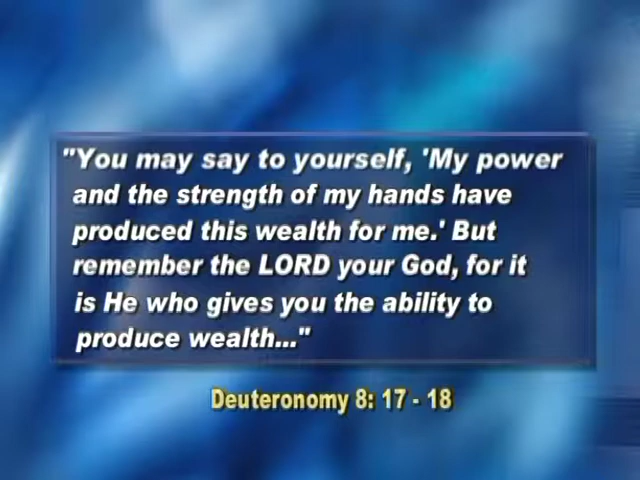 "You may say to yourself, 'My power
and the strength of my hands have
produced this wealth for me.' But
remember the LORD your God, for it
is He who gives you the ability to
produce wealth..."
Deuteronomy 8: 17 - 18